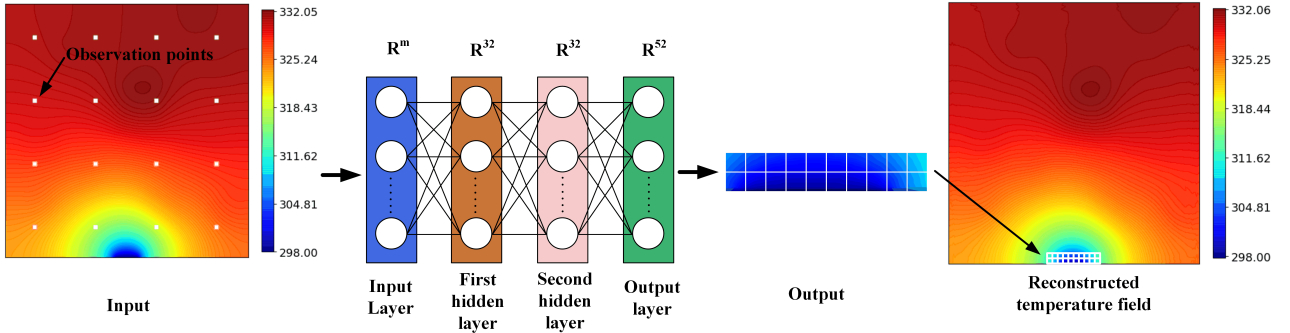 332.05
325.24
318.43
311.62
304.81
298.00
Observation points
Input
R^m
R^32
R^32
R^52
Input
Layer
First
hidden
layer
Second
hidden
layer
Output
layer
Output
332.06
325.25
318.44
311.62
304.81
298.00
Reconstructed
temperature field